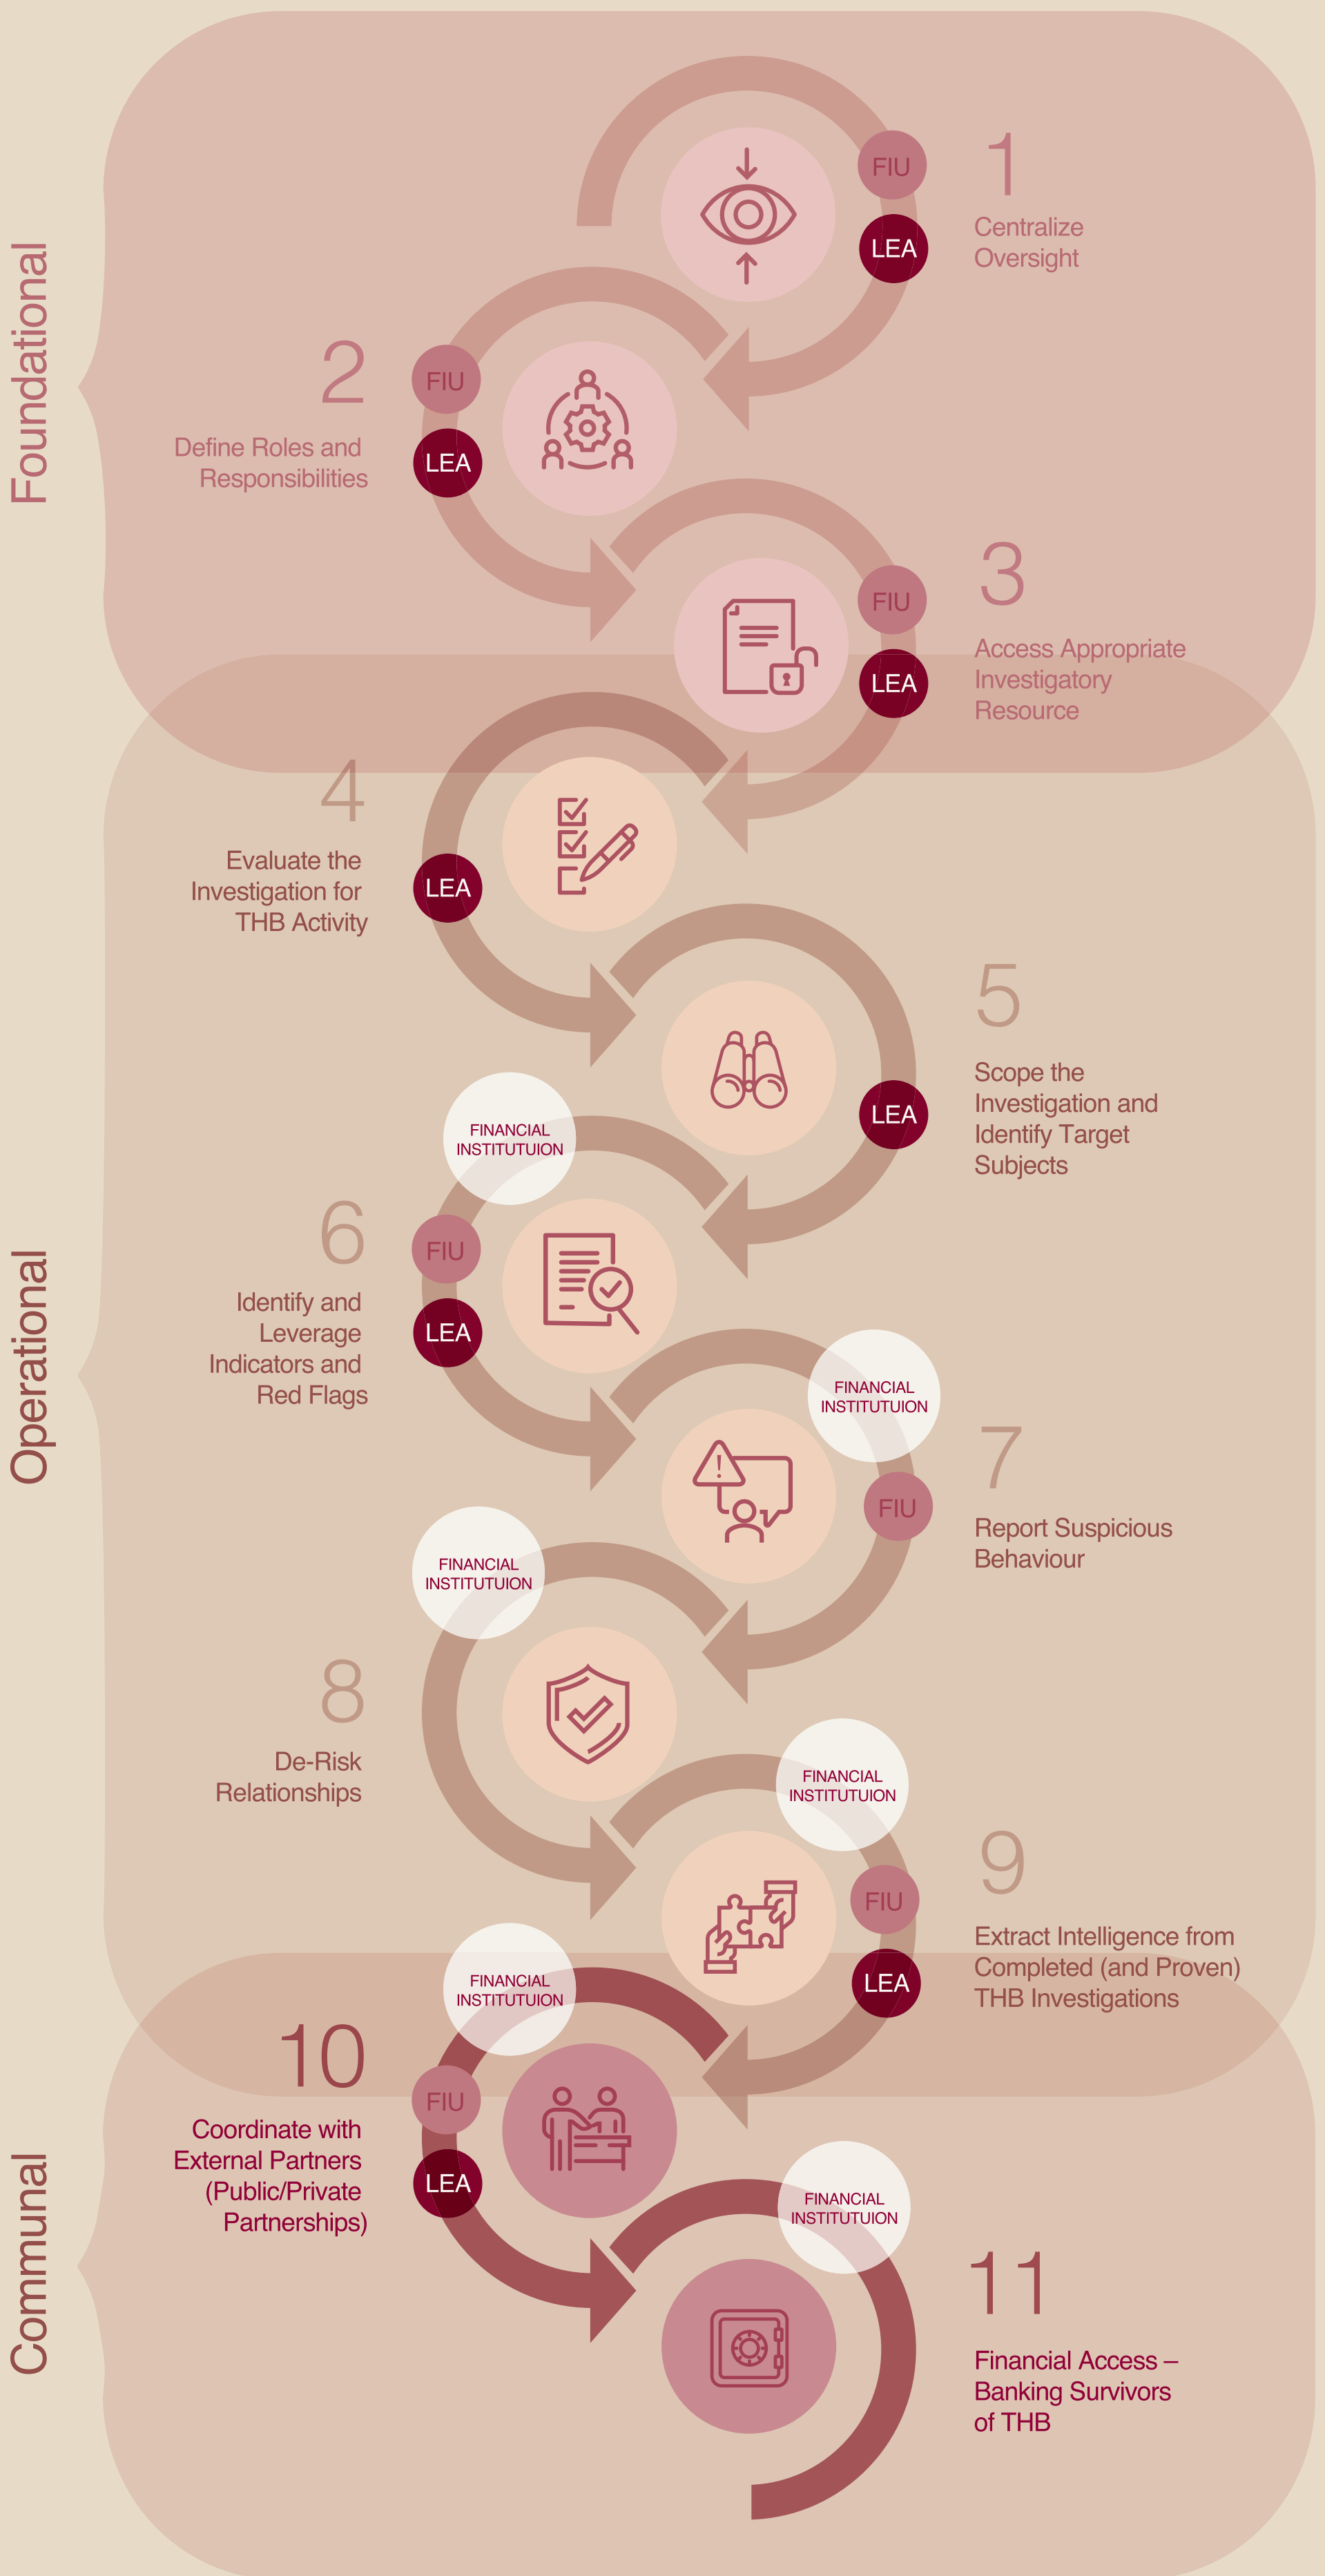 Foundational
FIU
LEA
1
Centralize
Oversight
2
Define Roles and
Responsibilities
FIU
LEA
FIU
LEA
3
Access Appropriate
Investigatory
Resource
Operational
4
Evaluate the
Investigation for
THB Activity
LEA
LEA
5
Scope the
Investigation and
Identify Target
Subjects
FINANCIAL
INSTITUTUION
FIU
LEA
6
Identify and
Leverage
Indicators and
Red Flags
FINANCIAL
INSTITUTUION
FIU
7
Report Suspicious
Behaviour
FINANCIAL
INSTITUTUION
8
De-Risk
Relationships
FINANCIAL
INSTITUTUION
FIU
LEA
9
Extract Intelligence from
Completed (and Proven)
THB Investigations
Communal
FINANCIAL
INSTITUTUION
FIU
LEA
10
Coordinate with
External Partners
(Public/Private
Partnerships)
FINANCIAL
INSTITUTUION
11
Financial Access –
Banking Survivors
of THB